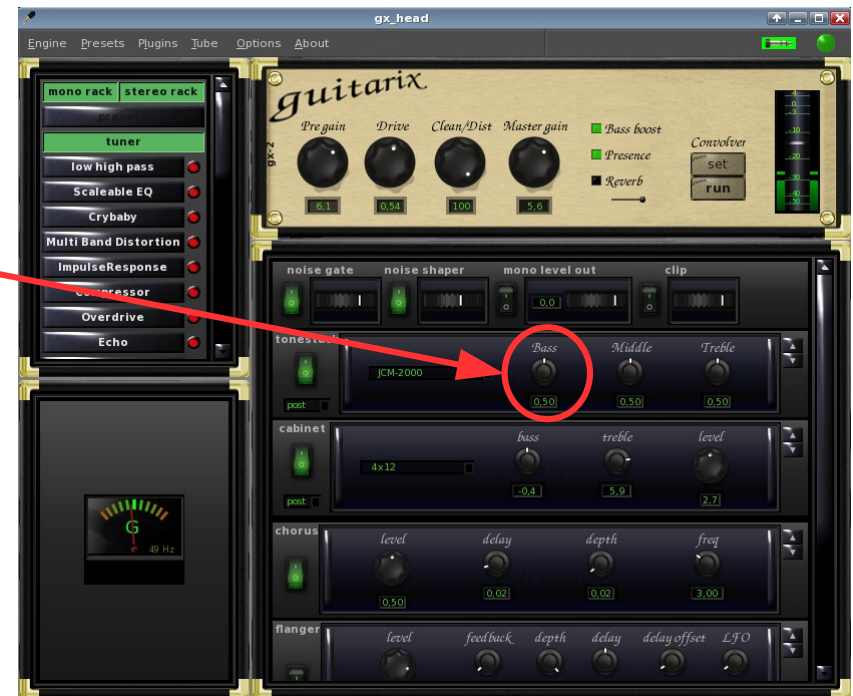 gx_head
Engine Presets Plugins Tube Options About
mono rack stereo rack
tuner
low high pass
Scaleable EQ
Crybaby
Multi Band Distortion
ImpulseResponse
Overdrive
Echo
guitarix
gx-2
Pre gain Drive Clean/Dist Master gain
6,1 0,54 100 5,6
Bass boost
Presence
Reverb
Convolver
set
run
noise gate noise shaper mono level out clip
0,0
Bass Middle Treble
JCM-2000
0,50 0,50 0,50
post
cabinet
bass treble level
4x12
-0,4 5,9 2,7
post
chorus
level delay depth freq
0,50 0,02 0,02 3,00
flanger
level feedback depth delay delay offset LFO
G
49 Hz